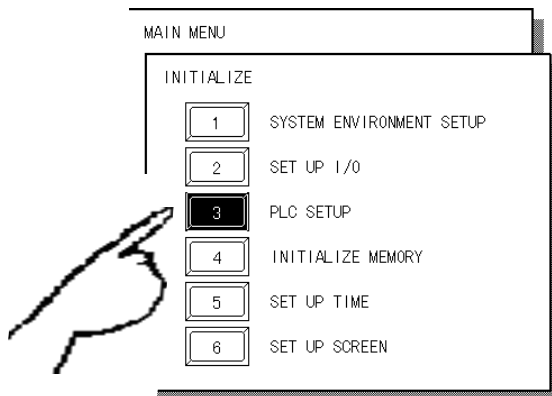 MAIN MENU
INITIALIZE
1 SYSTEM ENVIRONMENT SETUP
2 SET UP I/O
3 PLC SETUP
4 INITIALIZE MEMORY
5 SET UP TIME
6 SET UP SCREEN